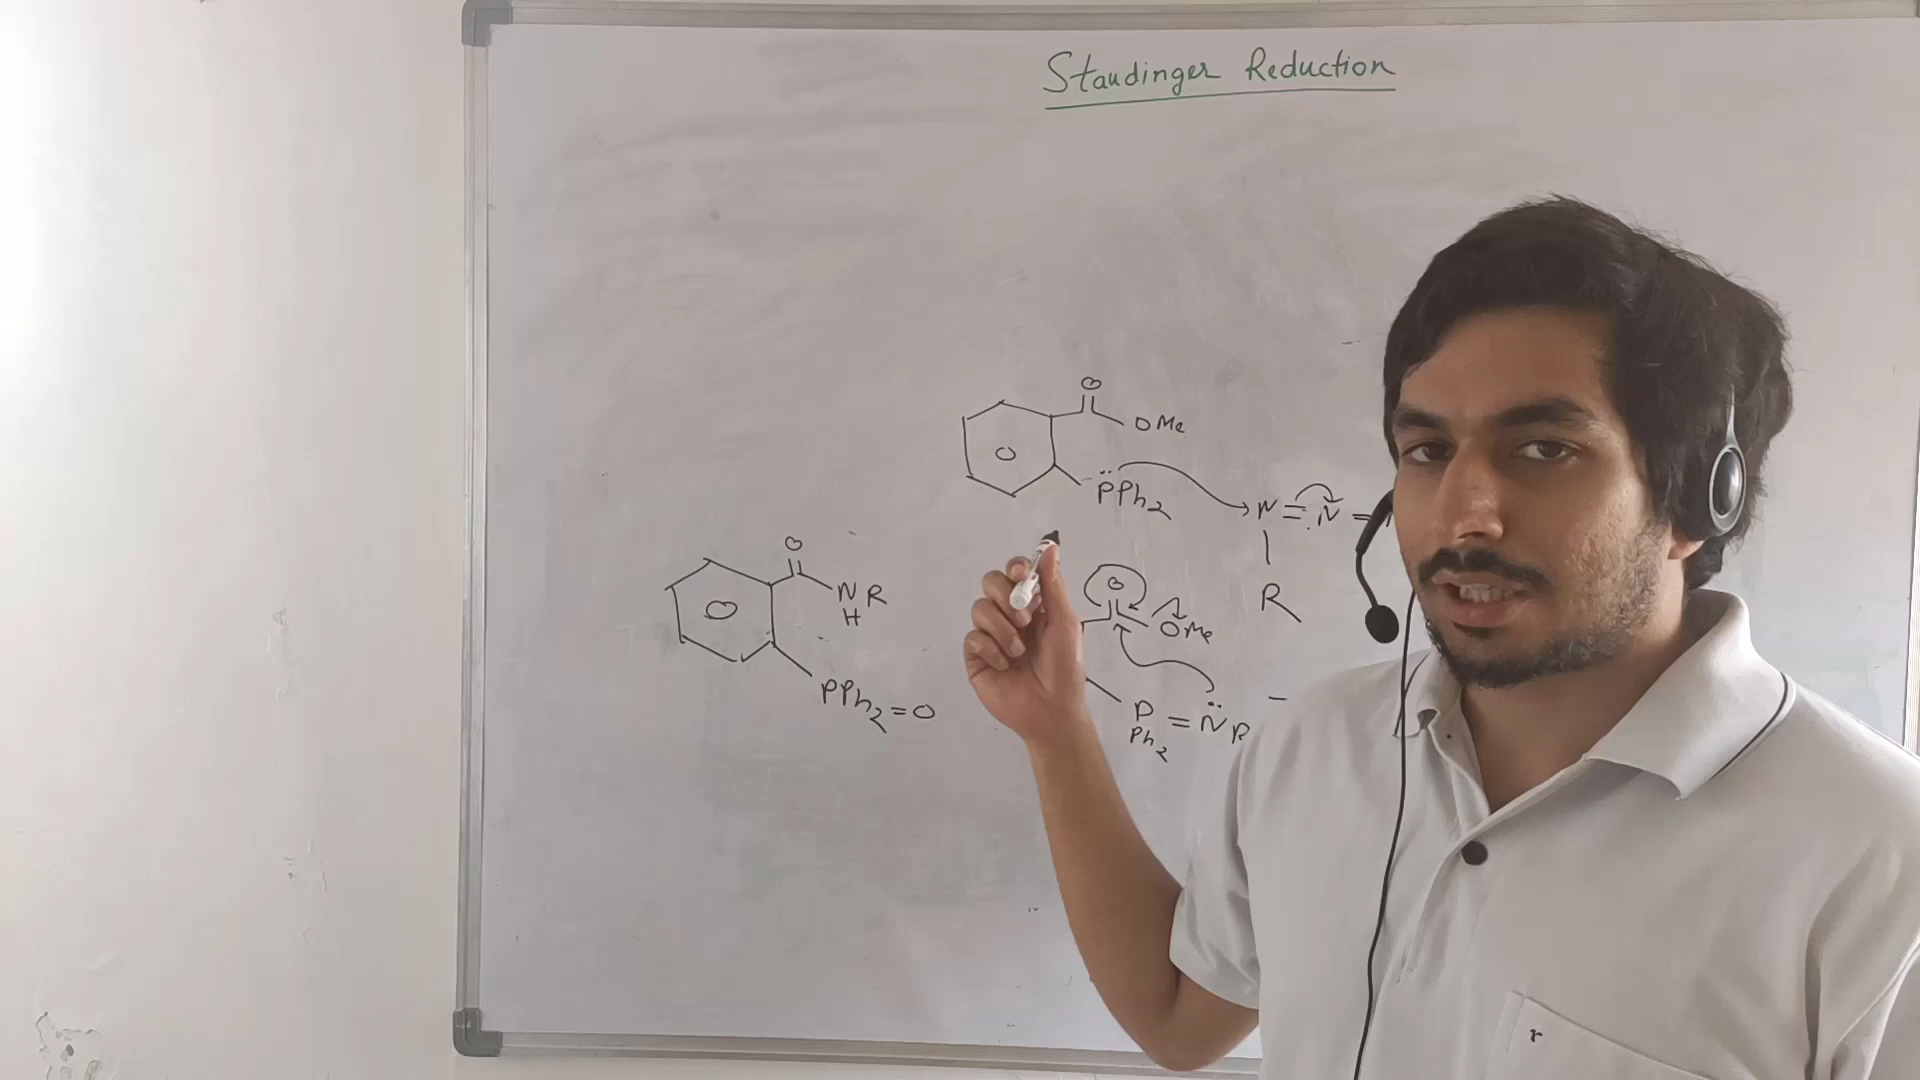 Staudinger Reduction
O
OMe
PPh2
N = N =
R
O
NR
H
PPh2=O
O
OMe
P = NR
Ph2